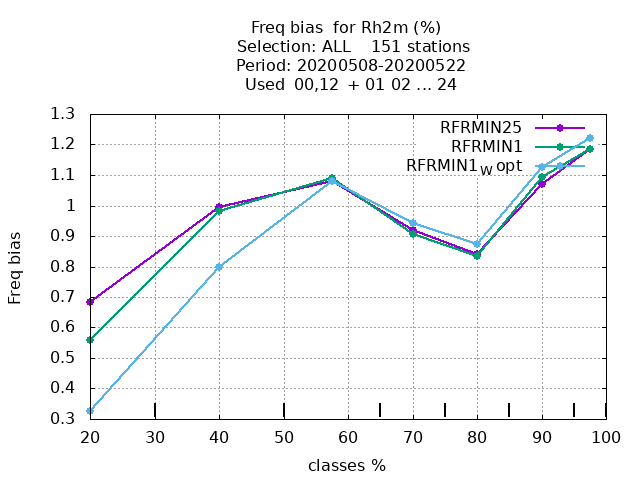 Freq bias  for Rh2m (%)
Selection: ALL    151 stations
Period: 20200508-20200522
Used  00,12  + 01 02 ... 24
1.3
1.2
1.1
1
0.9
0.8
0.7
0.6
0.5
0.4
0.3
Freq bias
RFRMIN25
RFRMIN1
RFRMIN1W opt
20 30 40 50 60 70 80 90 100
classes %